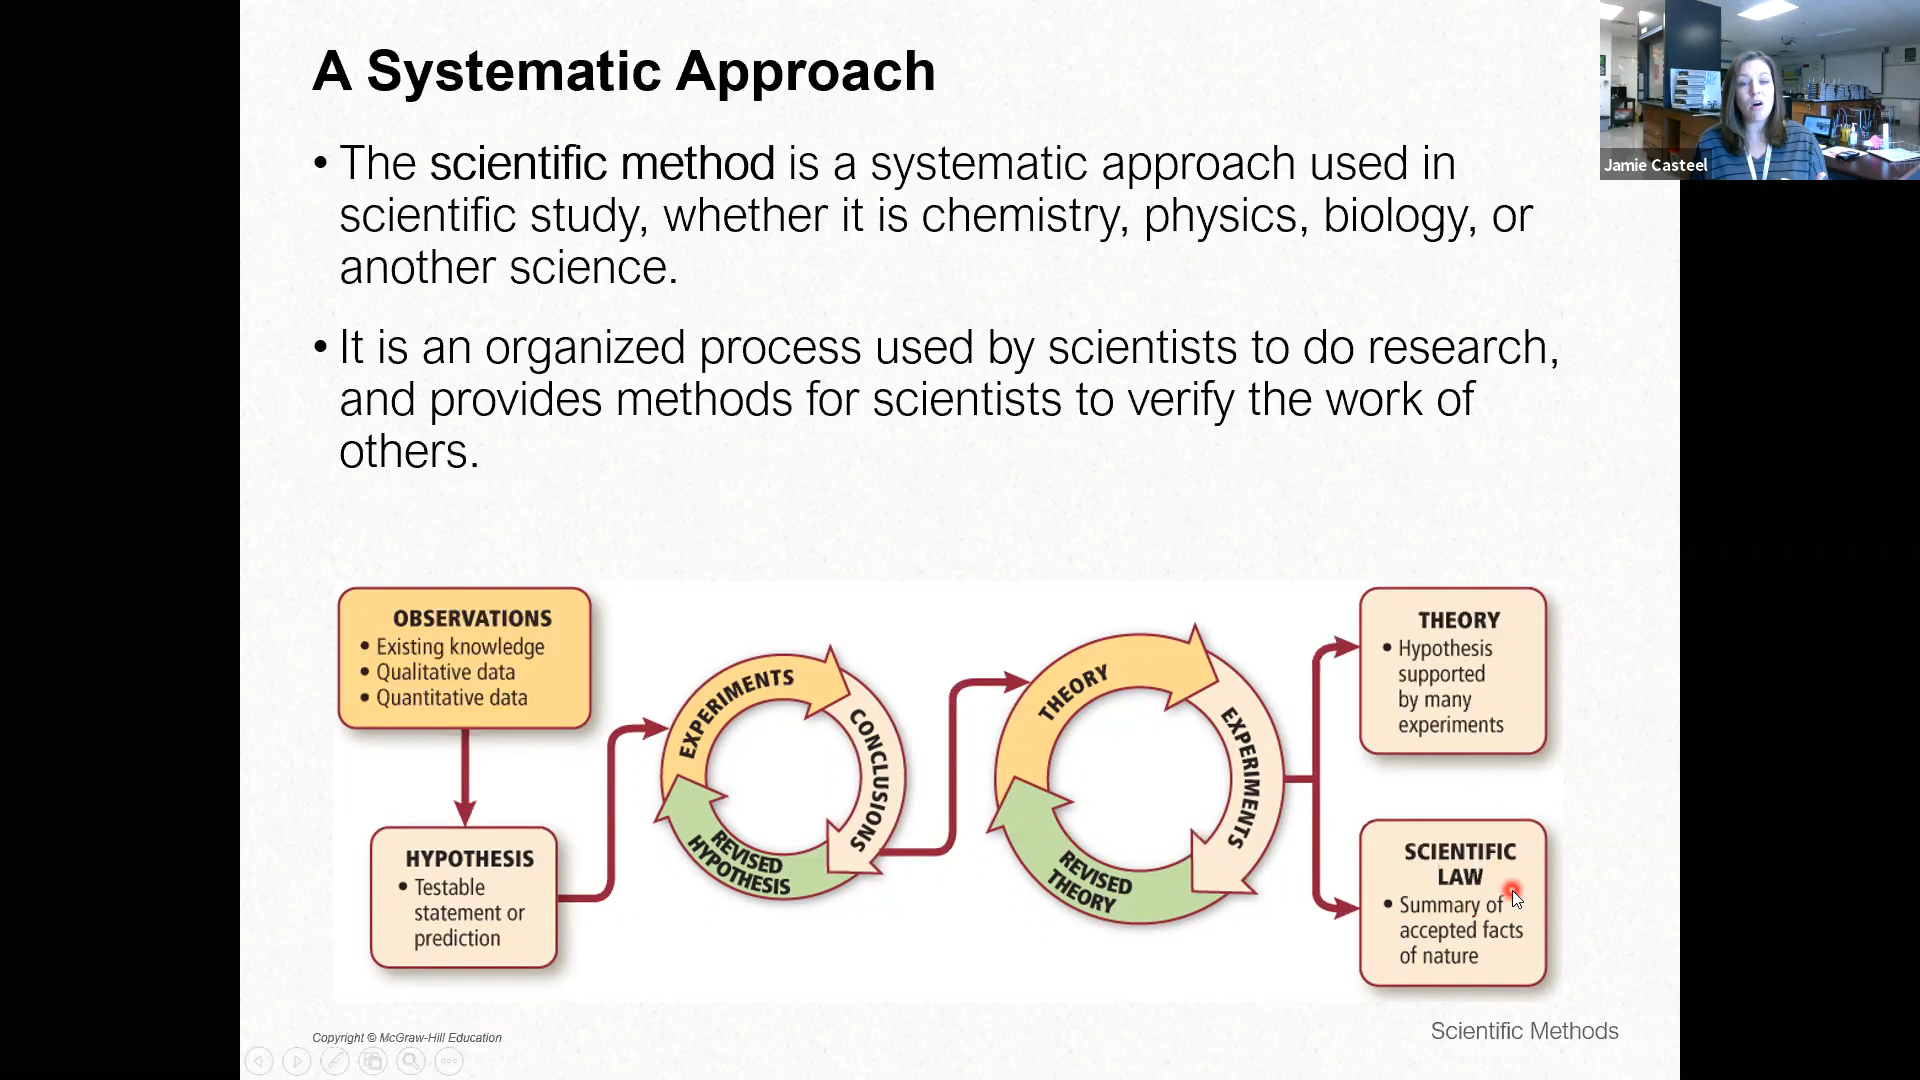 A Systematic Approach
• The scientific method is a systematic approach used in
scientific study, whether it is chemistry, physics, biology, or
another science.
• It is an organized process used by scientists to do research,
and provides methods for scientists to verify the work of
others.
Jamie Casteel
OBSERVATIONS
• Existing knowledge
• Qualitative data
• Quantitative data
HYPOTHESIS
• Testable
statement or
prediction
EXPERIMENTS
CONCLUSIONS
REVISED
HYPOTHESIS
THEORY
EXPERIMENTS
REVISED
THEORY
THEORY
• Hypothesis
supported
by many
experiments
SCIENTIFIC
LAW
• Summary of
accepted facts
of nature
Copyright © McGraw-Hill Education
Scientific Methods